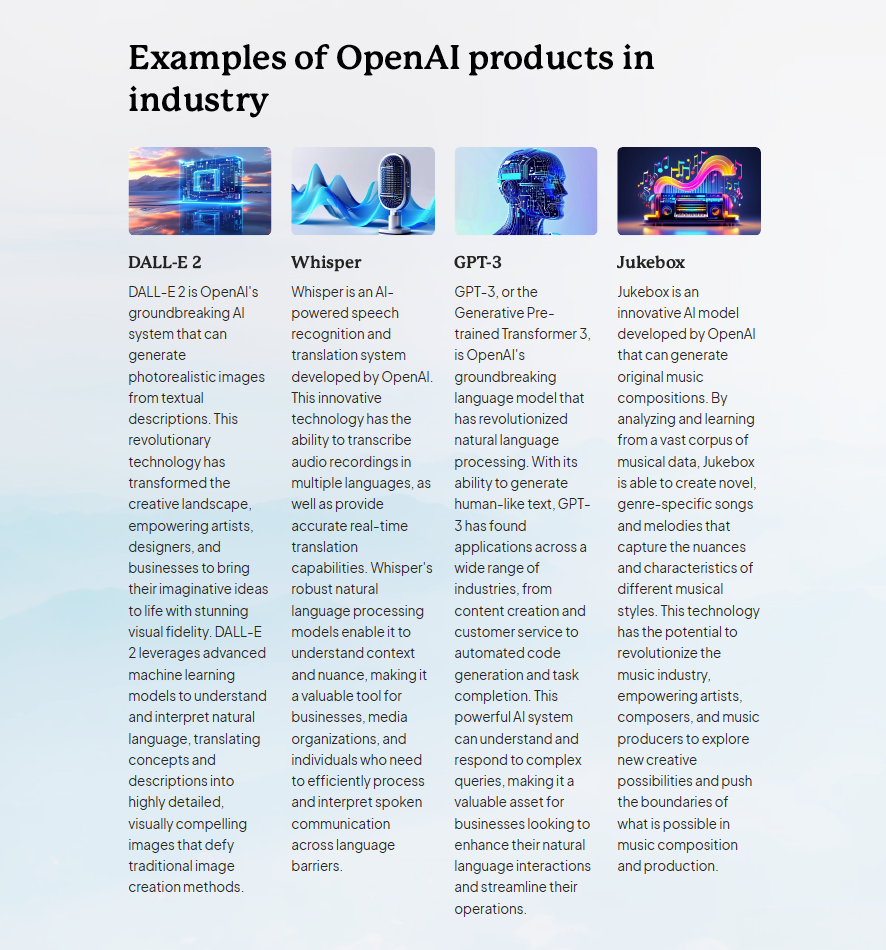 Examples of OpenAI products in
industry
DALL-E 2
DALL-E 2 is OpenAI's
groundbreaking AI
system that can
generate
photorealistic images
from textual
descriptions. This
revolutionary
technology has
transformed the
creative landscape,
empowering artists,
designers, and
businesses to bring
their imaginative ideas
to life with stunning
visual fidelity. DALL-E
2 leverages advanced
machine learning
models to understand
and interpret natural
language, translating
concepts and
descriptions into
highly detailed,
visually compelling
images that defy
traditional image
creation methods.
Whisper
Whisper is an AI-
powered speech
recognition and
translation system
developed by OpenAI.
This innovative
technology has the
ability to transcribe
audio recordings in
multiple languages, as
well as provide
accurate real-time
translation
capabilities. Whisper's
robust natural
language processing
models enable it to
understand context
and nuance, making it
a valuable tool for
businesses, media
organizations, and
individuals who need
to efficiently process
and interpret spoken
communication
across language
barriers.
GPT-3
GPT-3, or the
Generative Pre-
trained Transformer 3,
is OpenAI's
groundbreaking
language model that
has revolutionized
natural language
processing. With its
ability to generate
human-like text, GPT-
3 has found
applications across a
wide range of
industries, from
content creation and
customer service to
automated code
generation and task
completion. This
powerful AI system
can understand and
respond to complex
queries, making it a
valuable asset for
businesses looking to
enhance their natural
language interactions
and streamline their
operations.
Jukebox
Jukebox is an
innovative AI model
developed by OpenAI
that can generate
original music
compositions. By
analyzing and learning
from a vast corpus of
musical data, Jukebox
is able to create novel,
genre-specific songs
and melodies that
capture the nuances
and characteristics of
different musical
styles. This technology
has the potential to
revolutionize the
music industry,
empowering artists,
composers, and music
producers to explore
new creative
possibilities and push
the boundaries of
what is possible in
music composition
and production.